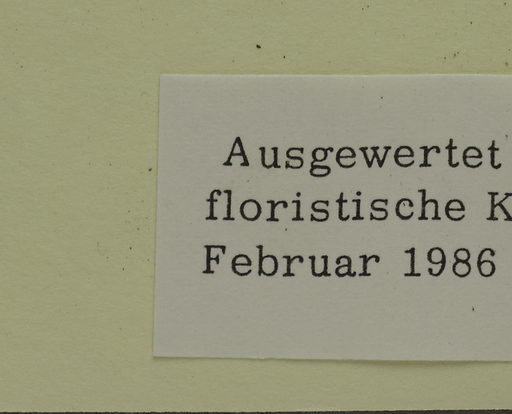 Ausgewertet
floristische K
Februar 1986